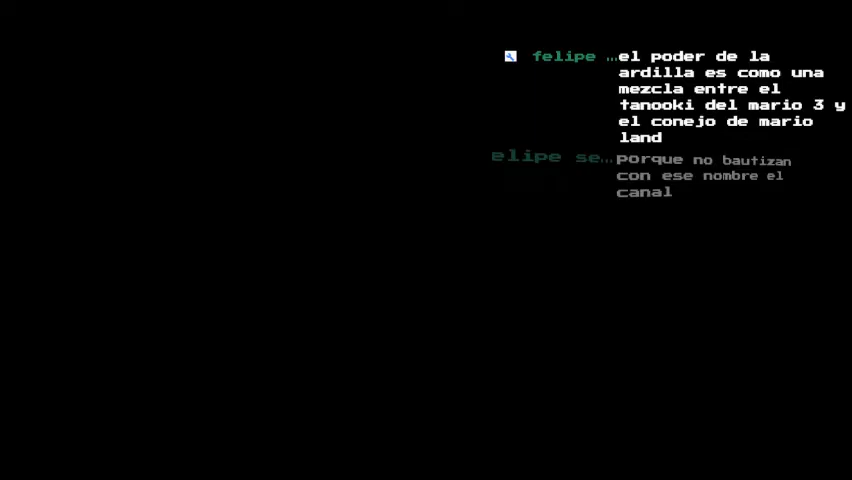 felipe ... el poder de la
ardilla es como una
mezcla entre el
tanooki del mario 3 y
el conejo de mario
land
elipe se... porque no bautizan
con ese nombre el
canal